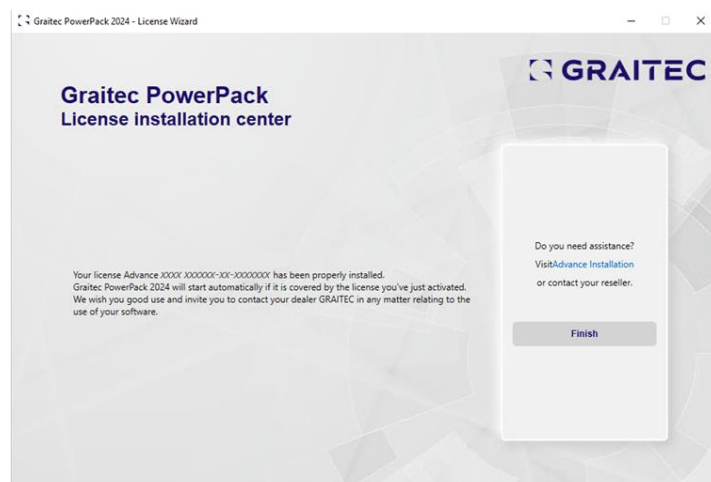 Graitec PowerPack 2024 - License Wizard
GRAITEC
Graitec PowerPack
License installation center
Do you need assistance?
VisitAdvance Installation
or contact your reseller.
Your license Advance XXXX XXXXXX-XX-XXXXXXX has been properly installed.
Graitec PowerPack 2024 will start automatically if it is covered by the license you've just activated.
We wish you good use and invite you to contact your dealer GRAITEC in any matter relating to the
use of your software.
Finish